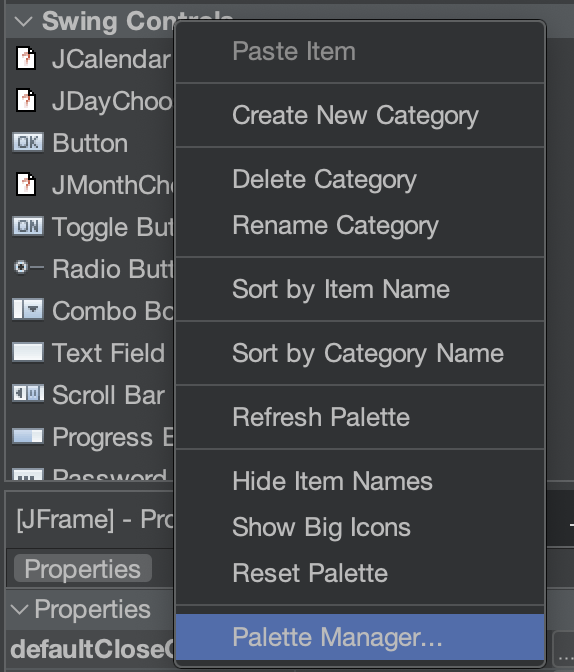 Swing Controls
JCalendar
JDayChoo
OK Button
JMonthCh
ON Toggle But
Radio Butt
Combo Bo
Text Field
Scroll Bar
Progress B
Password
[JFrame] - Pro
Properties
Properties
defaultCloseO
...
Paste Item
Create New Category
Delete Category
Rename Category
Sort by Item Name
Sort by Category Name
Refresh Palette
Hide Item Names
Show Big Icons
Reset Palette
Palette Manager...